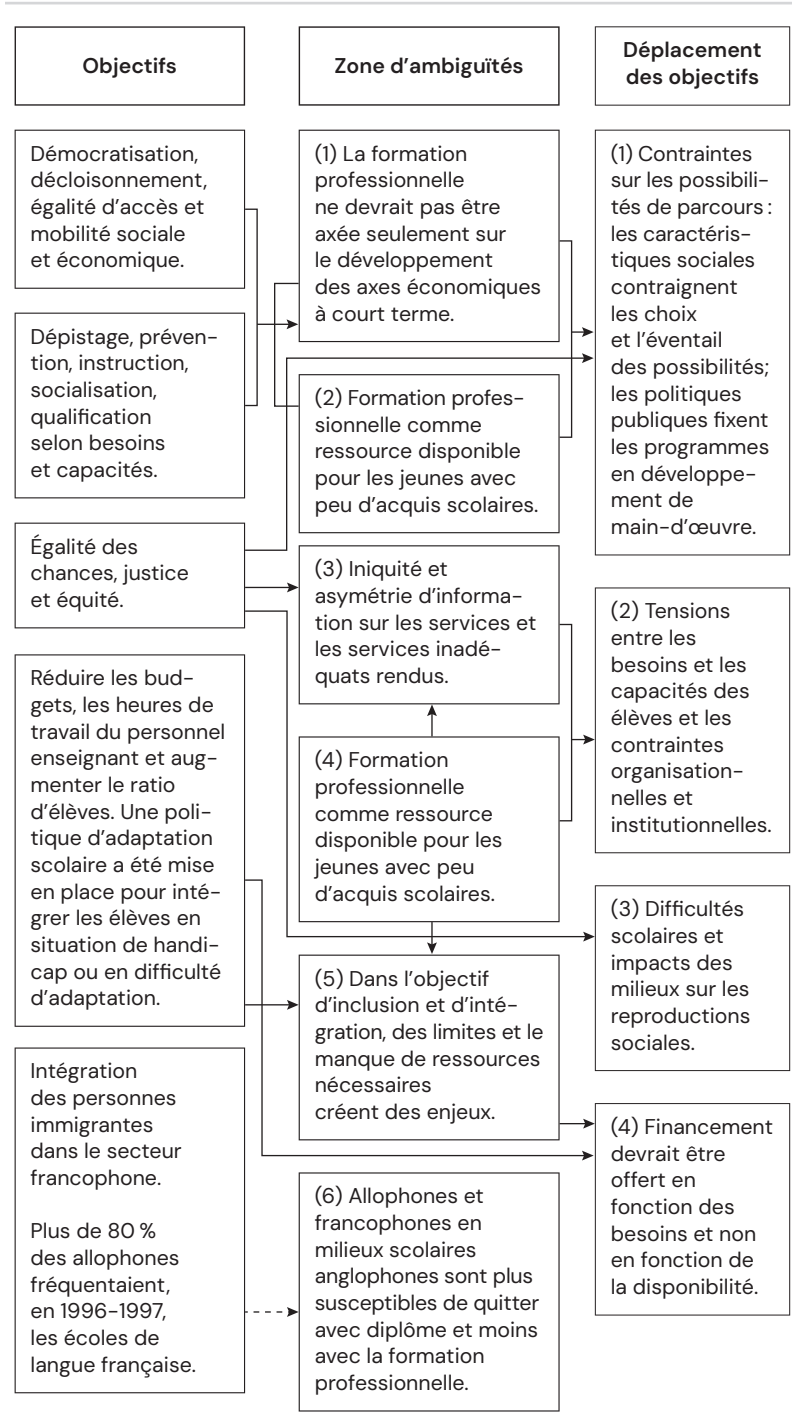 Objectifs
Démocratisation,
décloisonnement,
égalité d'accès et
mobilité sociale
et économique.
Dépistage, préven-
tion, instruction,
socialisation,
qualification
selon besoins
et capacités.
Égalité des
chances, justice
et équité.
Réduire les bud-
gets, les heures de
travail du personnel
enseignant et aug-
menter le ratio
d'élèves. Une poli-
tique d'adaptation
scolaire a été mise
en place pour inté-
grer les élèves en
situation de handi-
cap ou en difficulté
d'adaptation.
Intégration
des personnes
immigrantes
dans le secteur
francophone.
Plus de 80 %
des allophones
fréquentaient,
en 1996-1997,
les écoles de
langue française.
Zone d'ambiguïtés
(1) La formation
professionnelle
ne devrait pas être
axée seulement sur
le développement
des axes économiques
à court terme.
(2) Formation profes-
sionnelle comme
ressource disponible
pour les jeunes avec
peu d'acquis scolaires.
(3) Iniquité et
asymétrie d'informa-
tion sur les services et
les services inadé-
quats rendus.
(4) Formation
professionnelle
comme ressource
disponible pour les
jeunes avec peu
d'acquis scolaires.
(5) Dans l'objectif
d'inclusion et d'inté-
gration, des limites et le
manque de ressources
nécessaires
créent des enjeux.
(6) Allophones et
francophones en
milieux scolaires
anglophones sont plus
susceptibles de quitter
avec diplôme et moins
avec la formation
professionnelle.
Déplacement
des objectifs
(1) Contraintes
sur les possibili-
tés de parcours :
les caractéris-
tiques sociales
contraignent
les choix
et l'éventail
des possibilités;
les politiques
publiques fixent
les programmes
en développe-
ment de
main-d'œuvre.
(2) Tensions
entre les
besoins et les
capacités des
élèves et les
contraintes
organisation-
nelles et
institutionnelles.
(3) Difficultés
scolaires et
impacts des
milieux sur les
reproductions
sociales.
(4) Financement
devrait être
offert en
fonction des
besoins et non
en fonction de
la disponibilité.